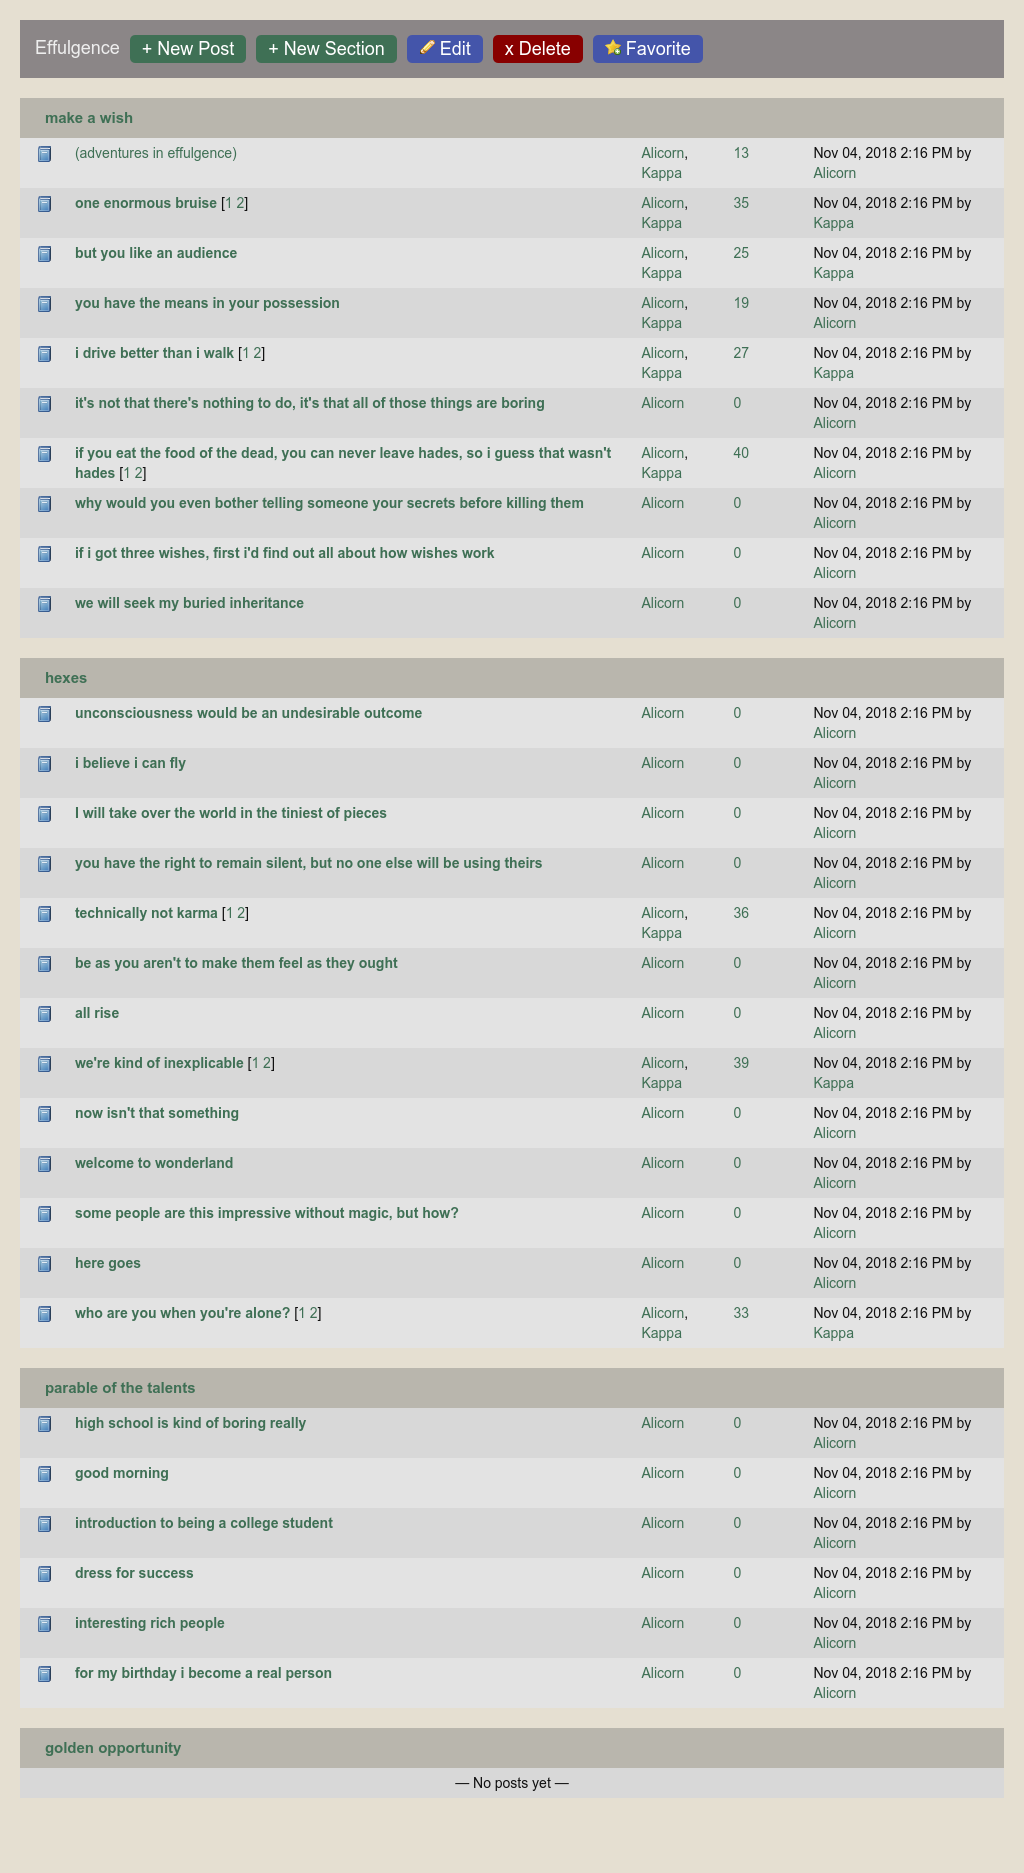 Effulgence + New Post + New Section Edit x Delete Favorite
make a wish
(adventures in effulgence) Alicorn, 13 Nov 04, 2018 2:16 PM by
Kappa Alicorn
one enormous bruise [1 2] Alicorn, 35 Nov 04, 2018 2:16 PM by
Kappa Kappa
but you like an audience Alicorn, 25 Nov 04, 2018 2:16 PM by
Kappa Kappa
you have the means in your possession Alicorn, 19 Nov 04, 2018 2:16 PM by
Kappa Alicorn
i drive better than i walk [1 2] Alicorn, 27 Nov 04, 2018 2:16 PM by
Kappa Kappa
it's not that there's nothing to do, it's that all of those things are boring Alicorn 0 Nov 04, 2018 2:16 PM by
Alicorn
if you eat the food of the dead, you can never leave hades, so i guess that wasn't Alicorn, 40 Nov 04, 2018 2:16 PM by
hades [1 2] Kappa Alicorn
why would you even bother telling someone your secrets before killing them Alicorn 0 Nov 04, 2018 2:16 PM by
Alicorn
if i got three wishes, first i'd find out all about how wishes work Alicorn 0 Nov 04, 2018 2:16 PM by
Alicorn
we will seek my buried inheritance Alicorn 0 Nov 04, 2018 2:16 PM by
Alicorn
hexes
unconsciousness would be an undesirable outcome Alicorn 0 Nov 04, 2018 2:16 PM by
Alicorn
i believe i can fly Alicorn 0 Nov 04, 2018 2:16 PM by
Alicorn
I will take over the world in the tiniest of pieces Alicorn 0 Nov 04, 2018 2:16 PM by
Alicorn
you have the right to remain silent, but no one else will be using theirs Alicorn 0 Nov 04, 2018 2:16 PM by
Alicorn
technically not karma [1 2] Alicorn, 36 Nov 04, 2018 2:16 PM by
Kappa Alicorn
be as you aren't to make them feel as they ought Alicorn 0 Nov 04, 2018 2:16 PM by
Alicorn
all rise Alicorn 0 Nov 04, 2018 2:16 PM by
Alicorn
we're kind of inexplicable [1 2] Alicorn, 39 Nov 04, 2018 2:16 PM by
Kappa Kappa
now isn't that something Alicorn 0 Nov 04, 2018 2:16 PM by
Alicorn
welcome to wonderland Alicorn 0 Nov 04, 2018 2:16 PM by
Alicorn
some people are this impressive without magic, but how? Alicorn 0 Nov 04, 2018 2:16 PM by
Alicorn
here goes Alicorn 0 Nov 04, 2018 2:16 PM by
Alicorn
who are you when you're alone? [1 2] Alicorn, 33 Nov 04, 2018 2:16 PM by
Kappa Kappa
parable of the talents
high school is kind of boring really Alicorn 0 Nov 04, 2018 2:16 PM by
Alicorn
good morning Alicorn 0 Nov 04, 2018 2:16 PM by
Alicorn
introduction to being a college student Alicorn 0 Nov 04, 2018 2:16 PM by
Alicorn
dress for success Alicorn 0 Nov 04, 2018 2:16 PM by
Alicorn
interesting rich people Alicorn 0 Nov 04, 2018 2:16 PM by
Alicorn
for my birthday i become a real person Alicorn 0 Nov 04, 2018 2:16 PM by
Alicorn
golden opportunity
— No posts yet —